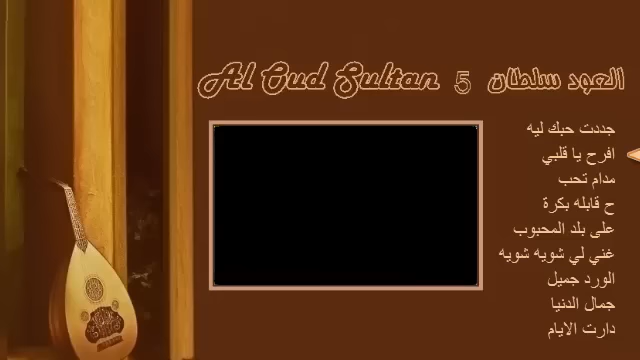 Al Oud Sultan 5 العود سلطان
جددت حبك ليه
افرح يا قلبي
مدام تحب
ح قابله بكرة
على بلد المحبوب
غني لي شويه شويه
الورد جميل
جمال الدنيا
دارت الايام